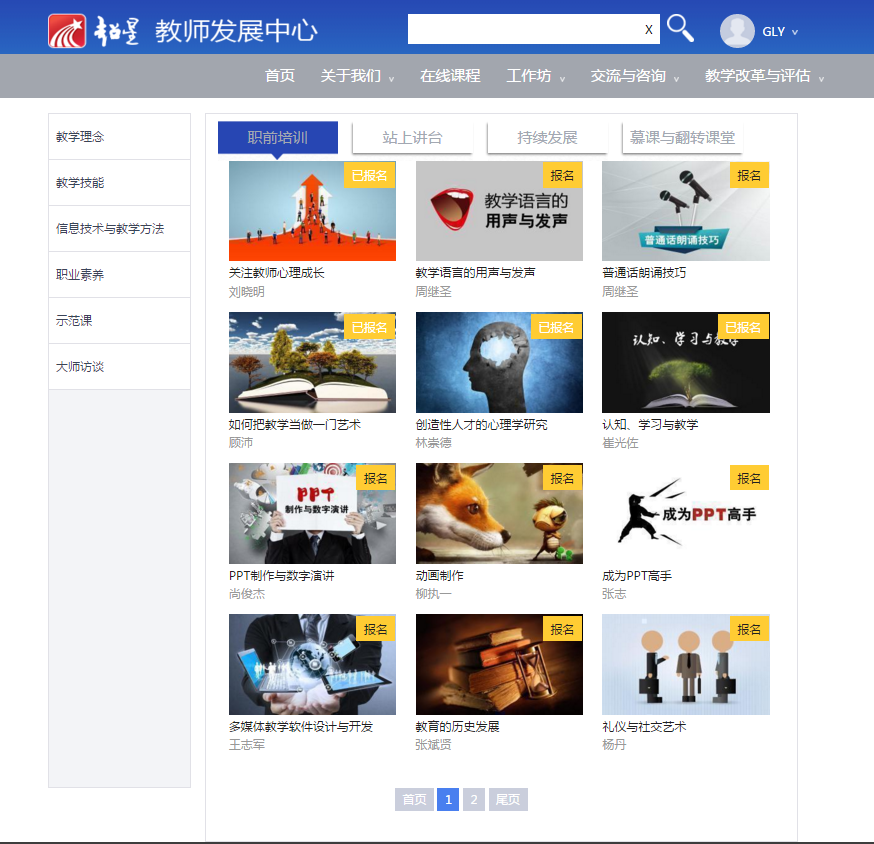 超星 教师发展中心
X
GLY
首页 关于我们 在线课程 工作坊 交流与咨询 教学改革与评估
教学理念
教学技能
信息技术与教学方法
职业素养
示范课
大师访谈
职前培训 站上讲台 持续发展 慕课与翻转课堂
已报名 报名 报名
教学语言的
用声与发声
普通话朗诵技巧
关注教师心理成长 教学语言的用声与发声 普通话朗诵技巧
刘晓明 周继圣 周继圣
已报名 已报名 已报名
认知、学习与教学
如何把教学当做一门艺术 创造性人才的心理学研究 认知、学习与教学
顾沛 林崇德 崔光佐
报名 报名 报名
PPT
制作与数字演讲
成为PPT高手
PPT制作与数字演讲 动画制作 成为PPT高手
尚俊杰 柳执一 张志
报名 报名 报名
多媒体教学软件设计与开发 教育的历史发展 礼仪与社交艺术
王志军 张斌贤 杨丹
首页 1 2 尾页